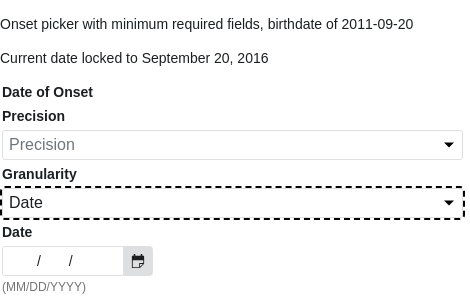 Onset picker with minimum required fields, birthdate of 2011-09-20
Current date locked to September 20, 2016
Date of Onset
Precision
Precision
Granularity
Date
Date
/ /
(MM/DD/YYYY)